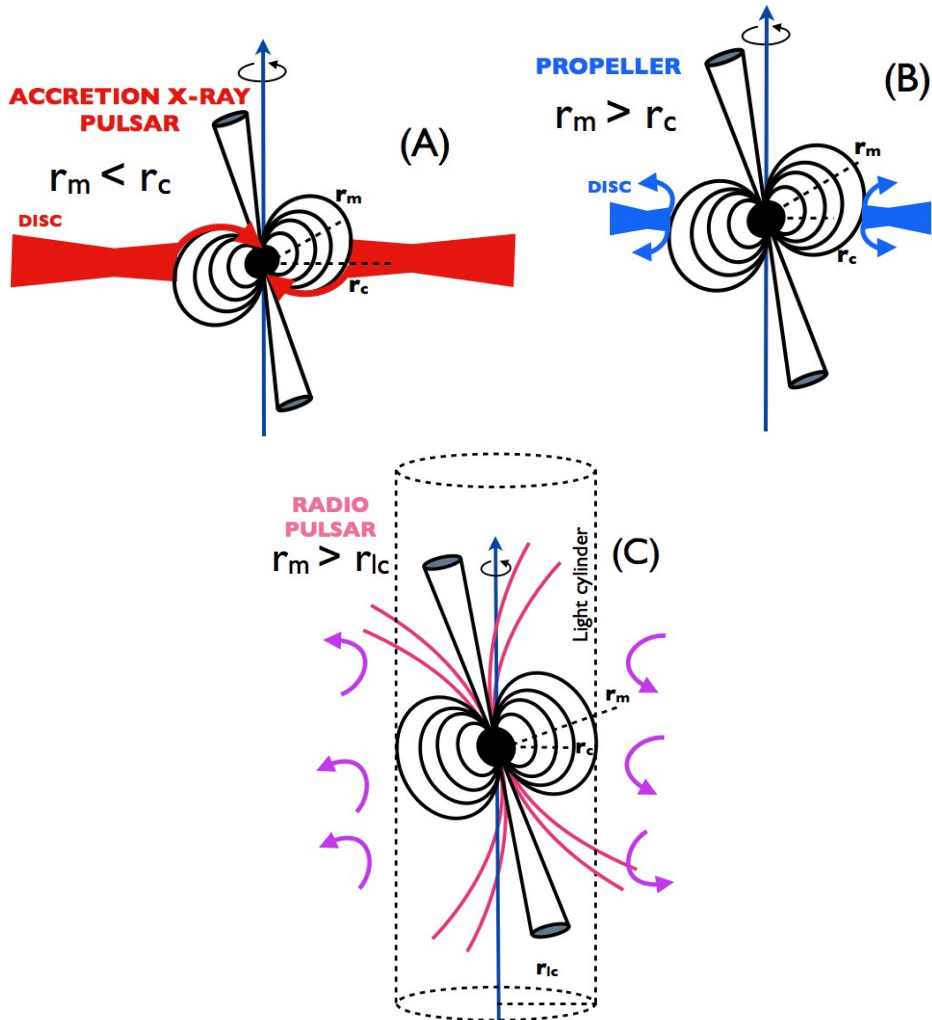 ACCRETION X-RAY
PULSAR
(A)
rm < rc
DISC
rm
rc
PROPELLER
(B)
rm > rc
DISC
rm
rc
RADIO
PULSAR
rm > rlc
(C)
Light cylinder
rm
rc
rlc